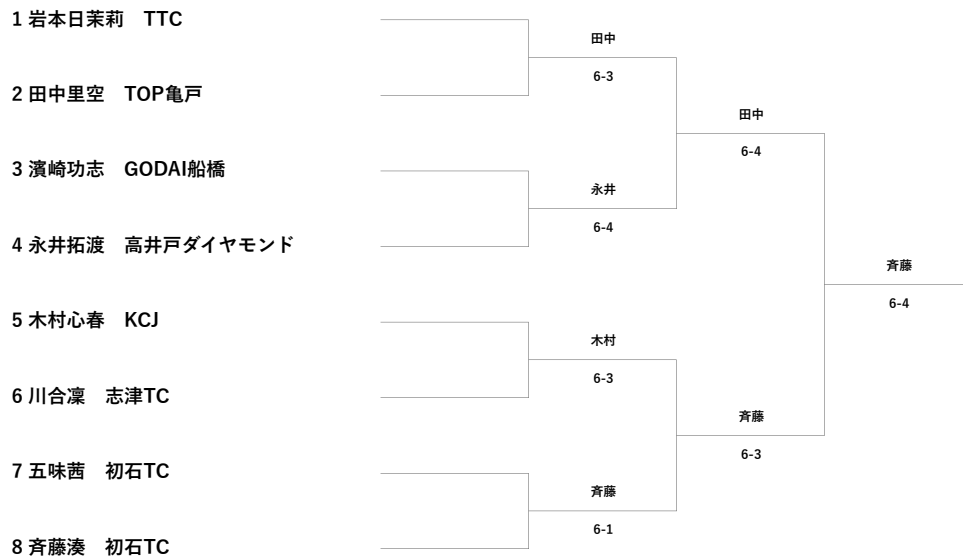 1 岩本日茉莉　TTC
田中
6-3
2 田中里空　TOP亀戸
田中
6-4
3 濱崎功志　GODAI船橋
永井
6-4
4 永井拓渡　高井戸ダイヤモンド
斉藤
6-4
5 木村心春　KCJ
木村
6-3
6 川合凜　志津TC
斉藤
6-3
7 五味茜　初石TC
斉藤
6-1
8 斉藤湊　初石TC